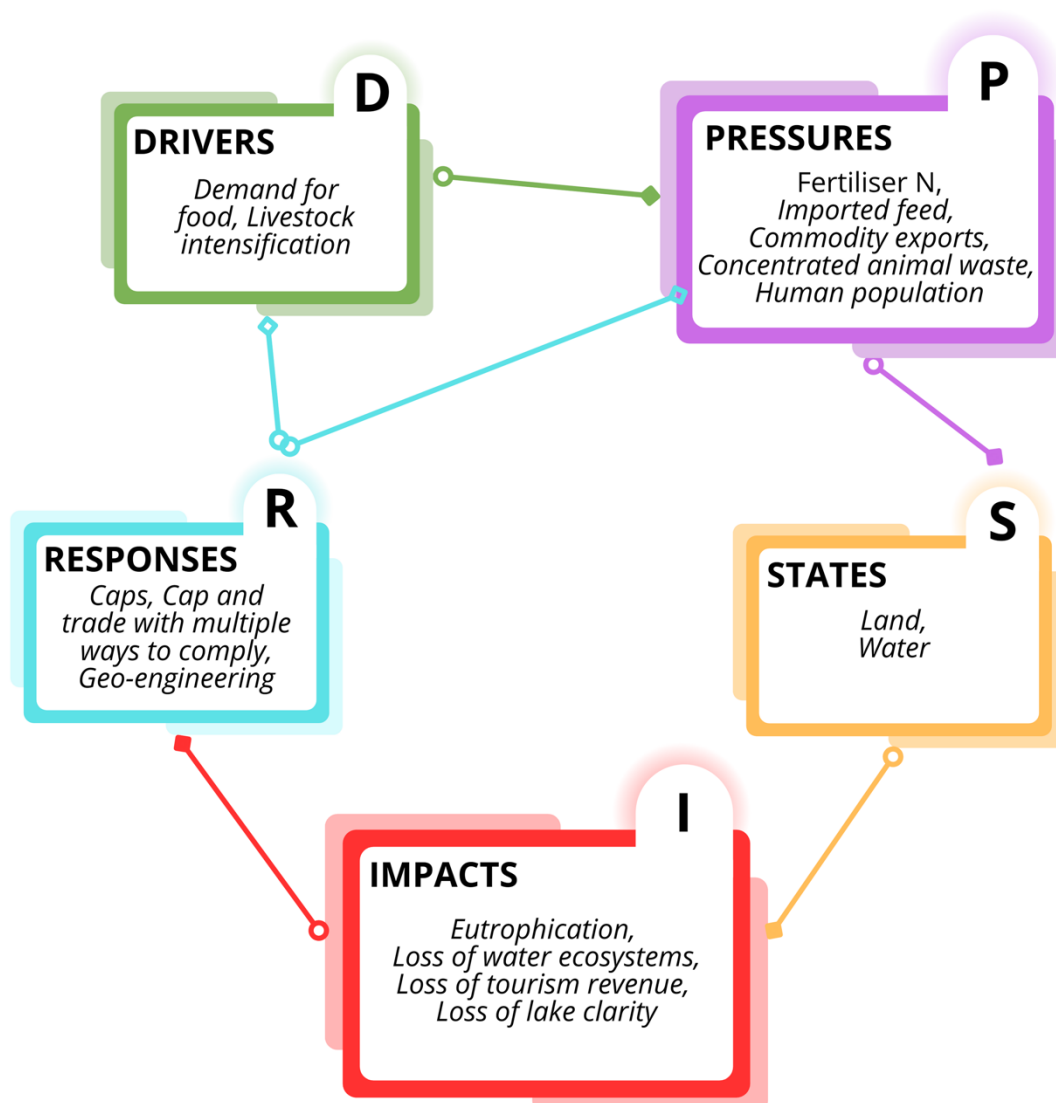 D
DRIVERS
Demand for
food, Livestock
intensification
P
PRESSURES
Fertiliser N,
Imported feed,
Commodity exports,
Concentrated animal waste,
Human population
R
RESPONSES
Caps, Cap and
trade with multiple
ways to comply,
Geo-engineering
S
STATES
Land,
Water
I
IMPACTS
Eutrophication,
Loss of water ecosystems,
Loss of tourism revenue,
Loss of lake clarity